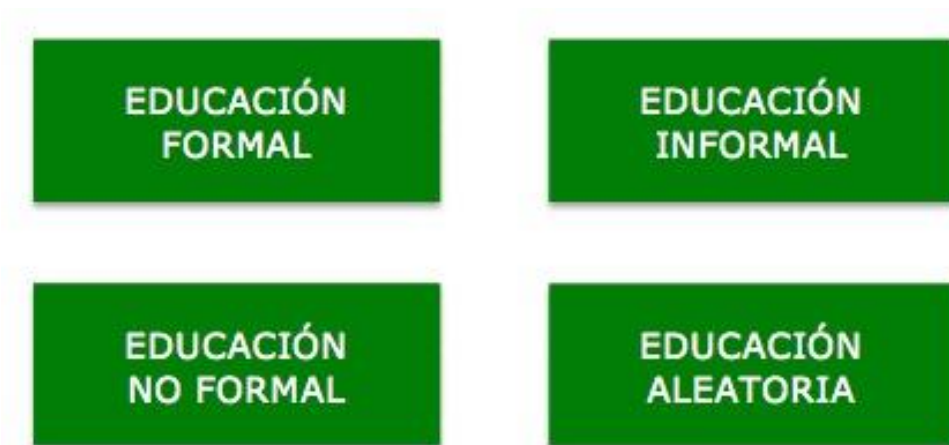 EDUCACIÓN
FORMAL
EDUCACIÓN
INFORMAL
EDUCACIÓN
NO FORMAL
EDUCACIÓN
ALEATORIA